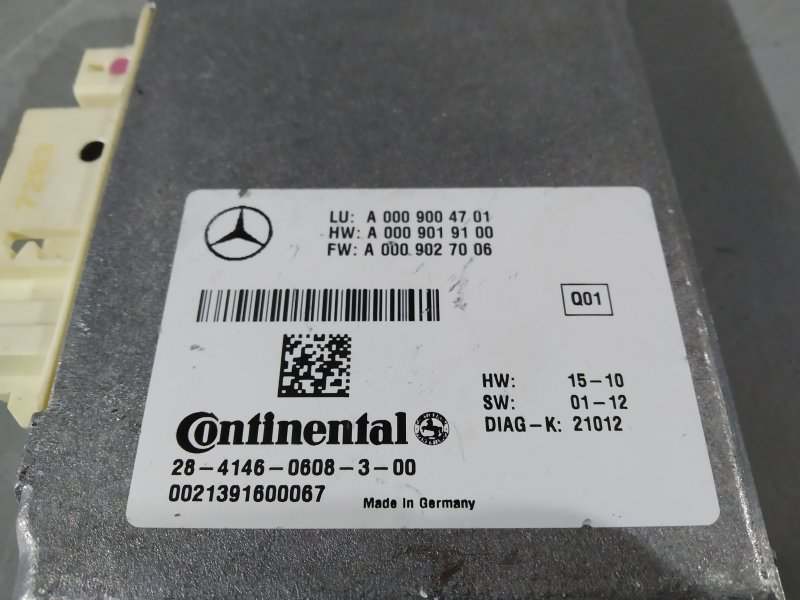 LU: A 000 900 47 01
HW: A 000 901 91 00
FW: A 000 902 70 06
Q01
HW: 15-10
SW: 01-12
DIAG-K: 21012
Continental
28-4146-0608-3-00
0021391600067
Made in Germany